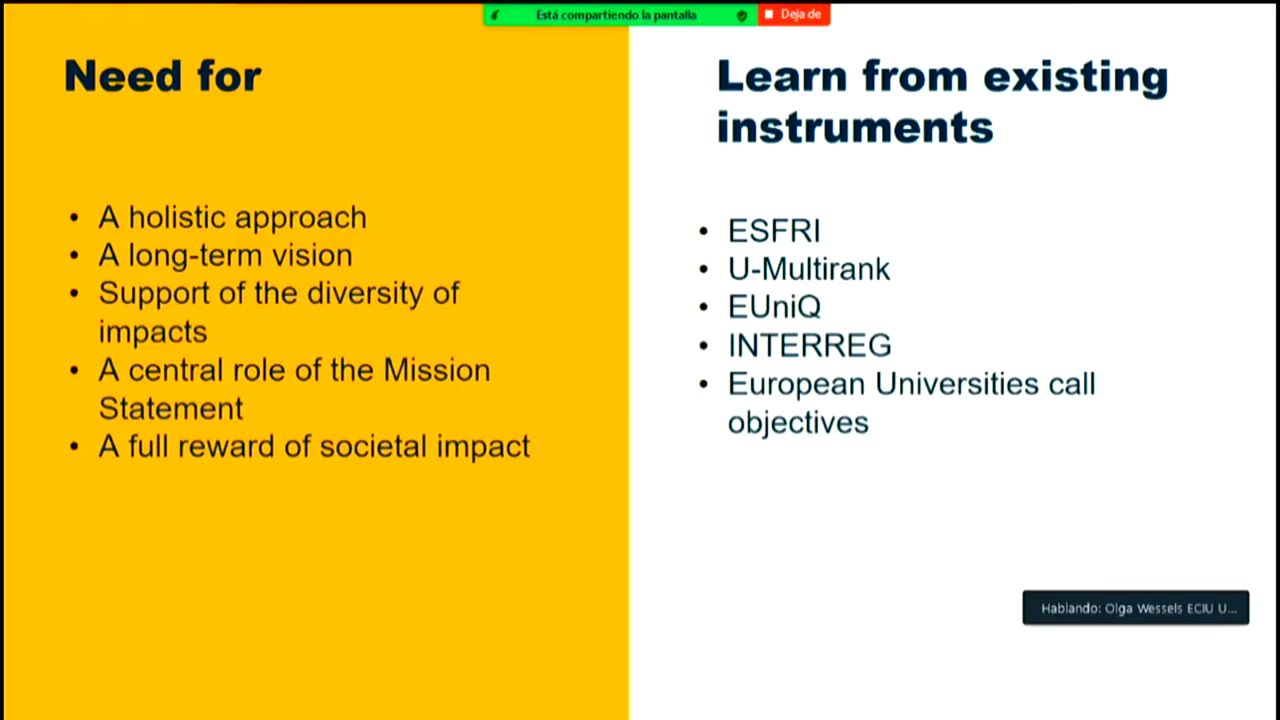 Está compartiendo la pantalla
Deja de
Need for
• A holistic approach
• A long-term vision
• Support of the diversity of
impacts
• A central role of the Mission
Statement
• A full reward of societal impact
Learn from existing
instruments
• ESFRI
• U-Multirank
• EUniQ
• INTERREG
• European Universities call
objectives
Hablando: Olga Wessels ECIU U...